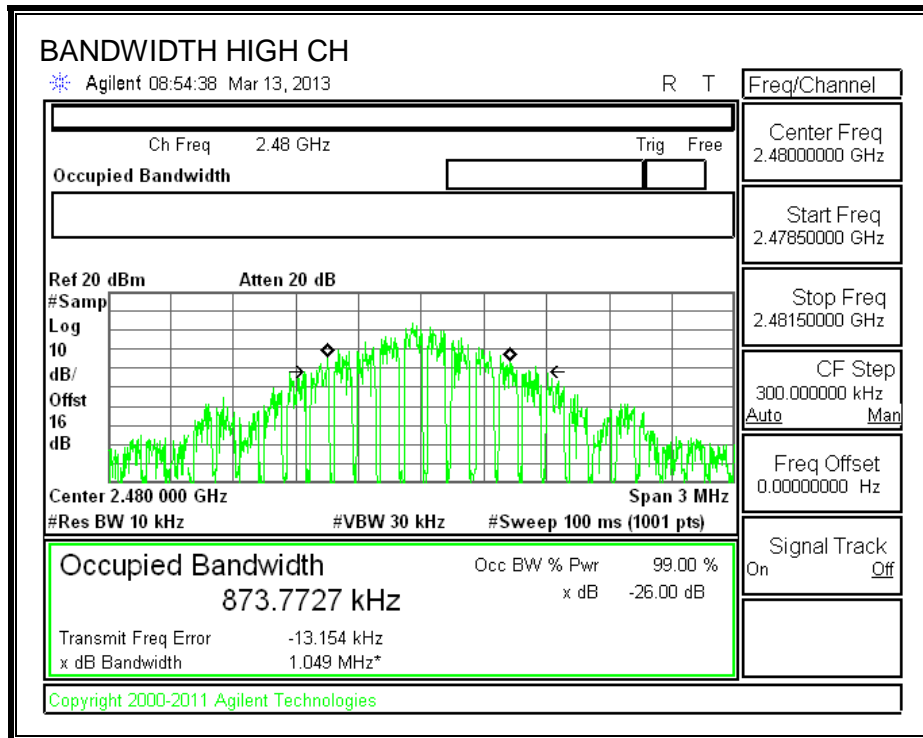 BANDWIDTH HIGH CH
Agilent 08:54:38 Mar 13, 2013 R T
Ch Freq 2.48 GHz Trig Free
Occupied Bandwidth
Ref 20 dBm Atten 20 dB
#Samp
Log
10
dB/
Offst
16
dB
Center 2.480 000 GHz Span 3 MHz
#Res BW 10 kHz #VBW 30 kHz #Sweep 100 ms (1001 pts)
Occupied Bandwidth Occ BW % Pwr 99.00 %
873.7727 kHz x dB -26.00 dB
Transmit Freq Error -13.154 kHz
x dB Bandwidth 1.049 MHz*
Copyright 2000-2011 Agilent Technologies
Freq/Channel
Center Freq
2.48000000 GHz
Start Freq
2.47850000 GHz
Stop Freq
2.48150000 GHz
CF Step
300.000000 kHz
Auto Man
Freq Offset
0.00000000 Hz
Signal Track
On Off